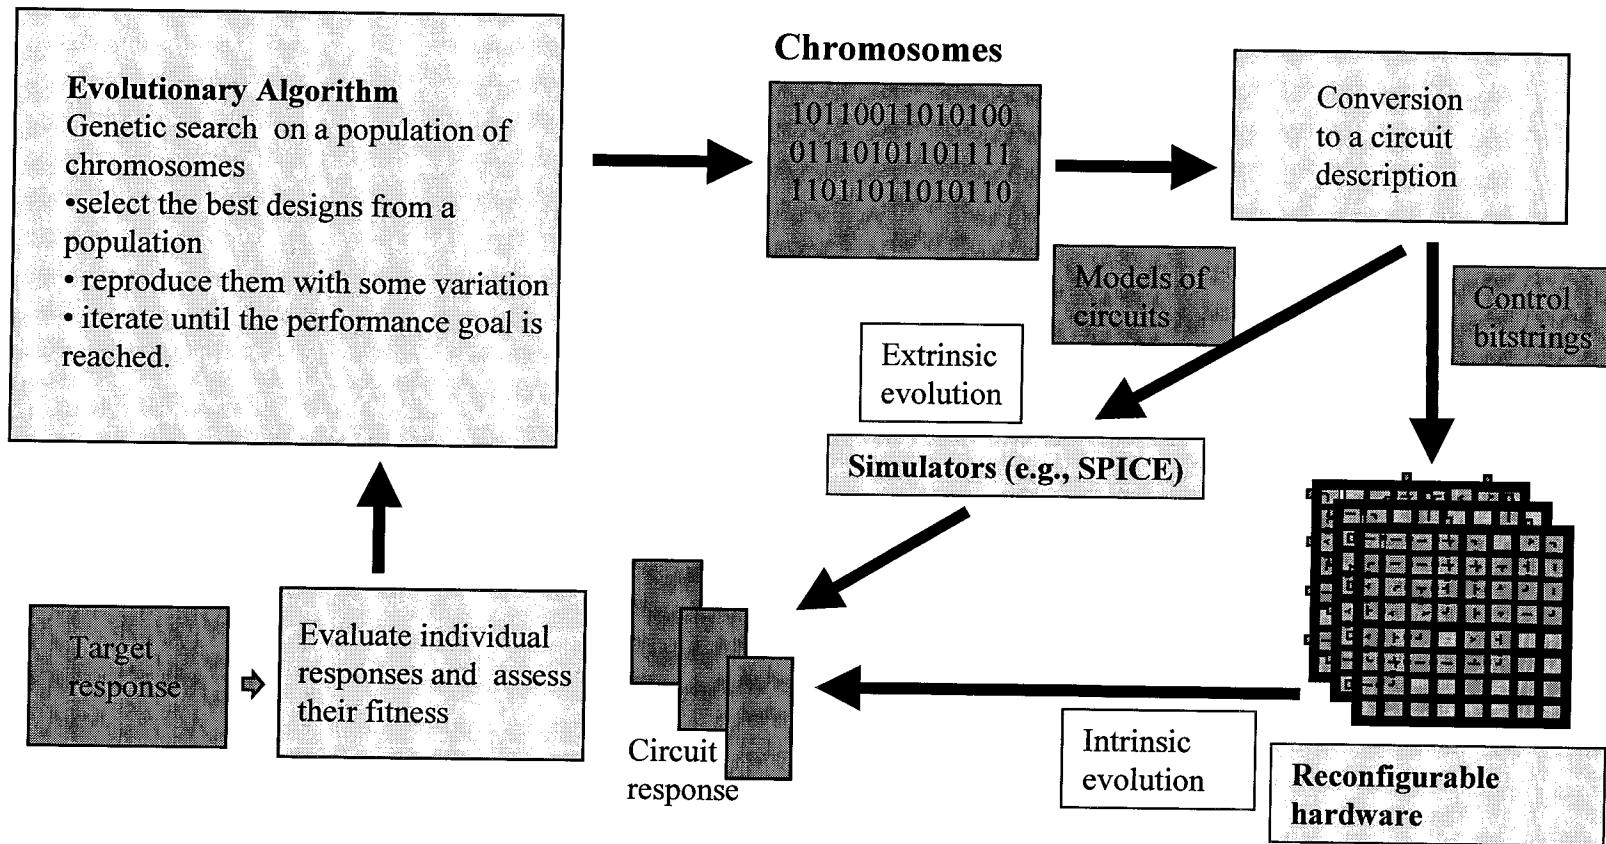 Evolutionary Algorithm
Genetic search on a population of
chromosomes
•select the best designs from a
population
• reproduce them with some variation
• iterate until the performance goal is
reached.
Chromosomes
10110011010100
01110101101111
11011011010110
Conversion
to a circuit
description
Models of
circuits
Control
bitstrings
Extrinsic
evolution
Simulators (e.g., SPICE)
Target
response
Evaluate individual
responses and assess
their fitness
Circuit
response
Intrinsic
evolution
Reconfigurable
hardware